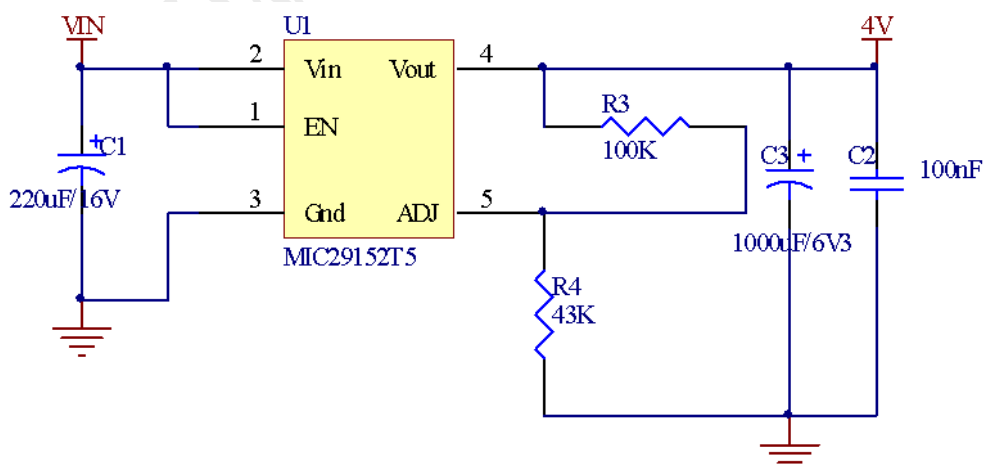 VIN
U1
4V
2
Vin
Vout
4
R3
100K
1
EN
C1
+
220uF/16V
3
Gnd
ADJ
5
MIC29152T5
C3
+
1000uF/6V3
C2
100nF
R4
43K